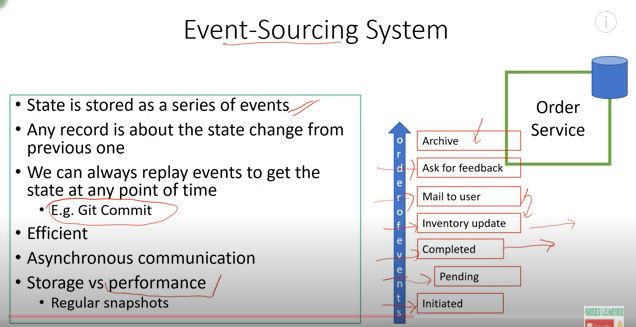 Event-Sourcing System
State is stored as a series of events
Any record is about the state change from
previous one
We can always replay events to get the
state at any point of time
E.g. Git Commit
Efficient
Asynchronous communication
Storage vs performance
Regular snapshots
order of events
Archive
Ask for feedback
Mail to user
Inventory update
Completed
Pending
Initiated
Order
Service
i
GREEN LEARNER